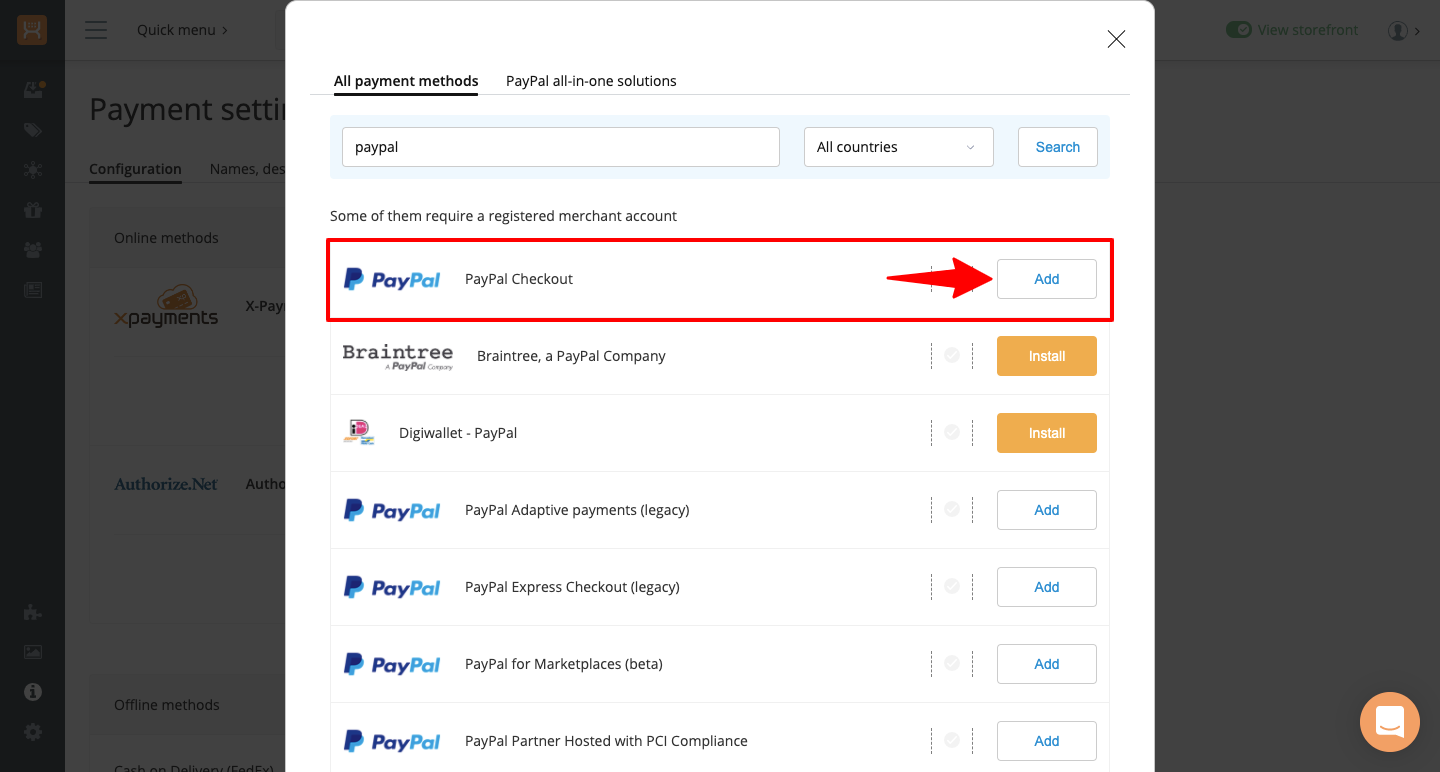 Quick menu
View storefront
All payment methods
PayPal all-in-one solutions
Payment setti
paypal
All countries
Search
Configuration
Names, des
Some of them require a registered merchant account
Online methods
PayPal
PayPal Checkout
Add
xpayments
X-Pay
Braintree
A PayPal Company
Braintree, a PayPal Company
Install
Digiwallet - PayPal
Install
Authorize.Net
Autho
PayPal
PayPal Adaptive payments (legacy)
Add
PayPal
PayPal Express Checkout (legacy)
Add
PayPal
PayPal for Marketplaces (beta)
Add
Offline methods
PayPal
PayPal Partner Hosted with PCI Compliance
Add
Cash on Delivery (FedEx)